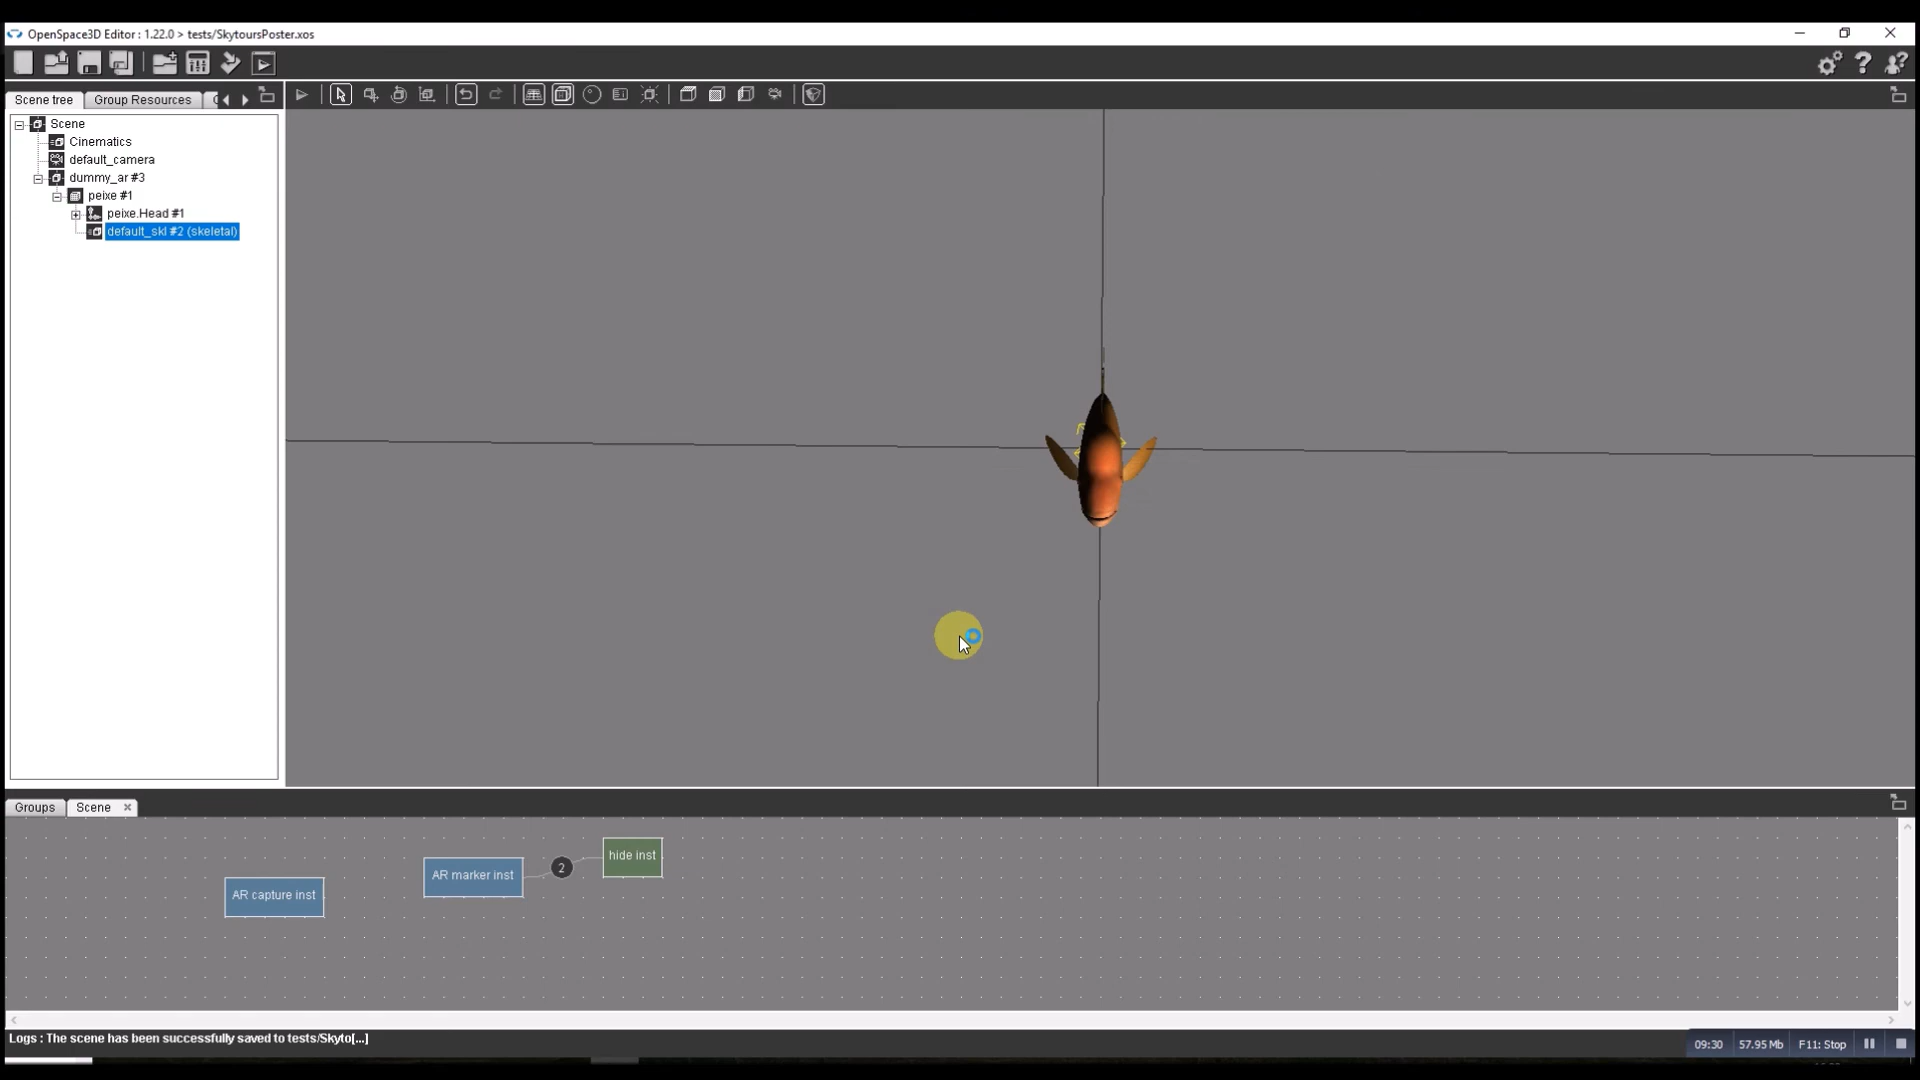 OpenSpace3D Editor : 1.22.0 > tests/SkytoursPoster.xos
Scene tree
Group Resources
Scene
Cinematics
default_camera
dummy_ar #3
peixe #1
peixe.Head #1
default_skl #2 (skeletal)
Groups
Scene
hide inst
2
AR marker inst
AR capture inst
Logs : The scene has been successfully saved to tests/Skyto[...]
09:30
57.95 Mb
F11: Stop